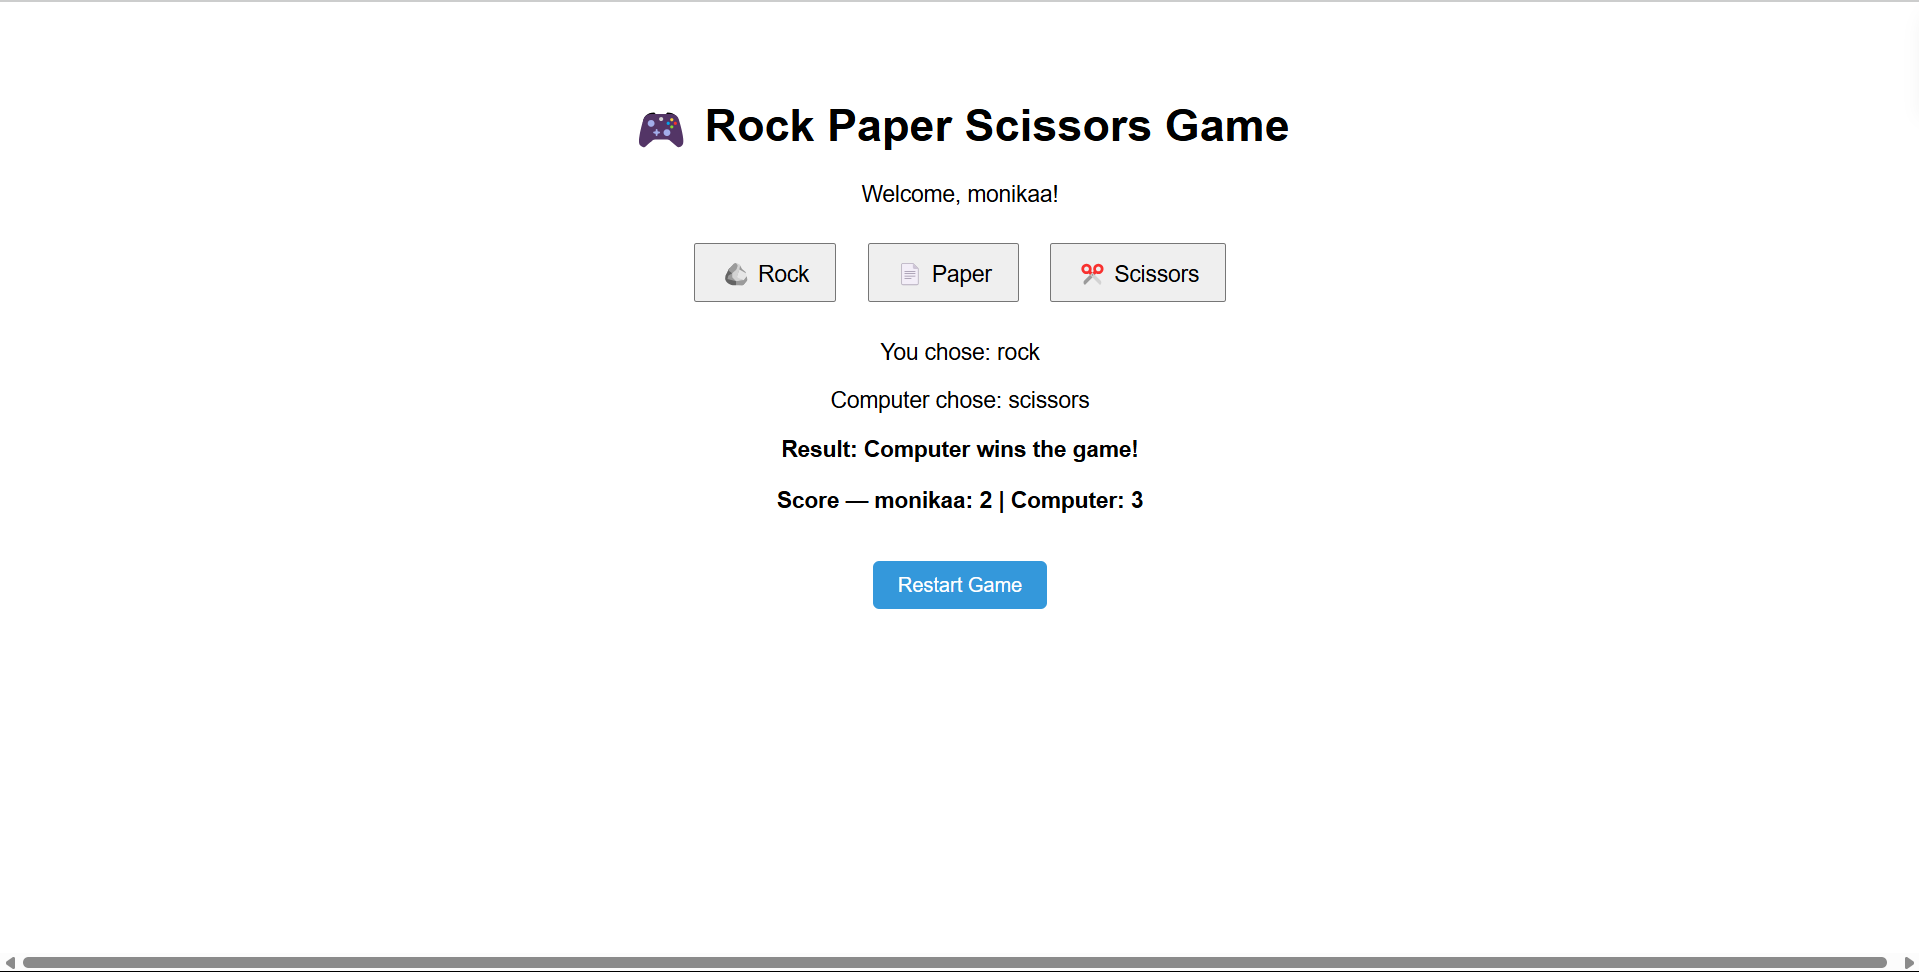 Rock Paper Scissors Game
Welcome, monikaa!
Rock
Paper
Scissors
You chose: rock
Computer chose: scissors
Result: Computer wins the game!
Score — monikaa: 2 | Computer: 3
Restart Game